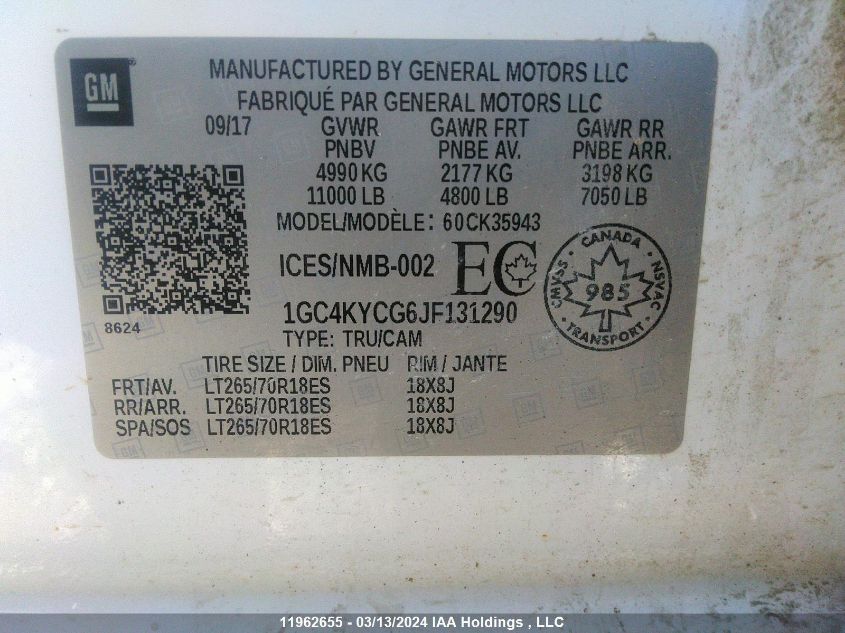 GM
MANUFACTURED BY GENERAL MOTORS LLC
FABRIQUÉ PAR GENERAL MOTORS LLC
09/17 GVWR GAWR FRT GAWR RR
PNBV PNBE AV. PNBE ARR.
4990 KG 2177 KG 3198 KG
11000 LB 4800 LB 7050 LB
MODEL/MODÈLE: 60CK35943
ICES/NMB-002 EC
CANADA
CMVSS 985 NSVAC
TRANSPORT
1GC4KYCG6JF131290
8624
TYPE: TRU/CAM
TIRE SIZE / DIM. PNEU RIM / JANTE
FRT/AV. LT265/70R18ES 18X8J
RR/ARR. LT265/70R18ES 18X8J
SPA/SOS LT265/70R18ES 18X8J
11962655 - 03/13/2024 IAA Holdings , LLC